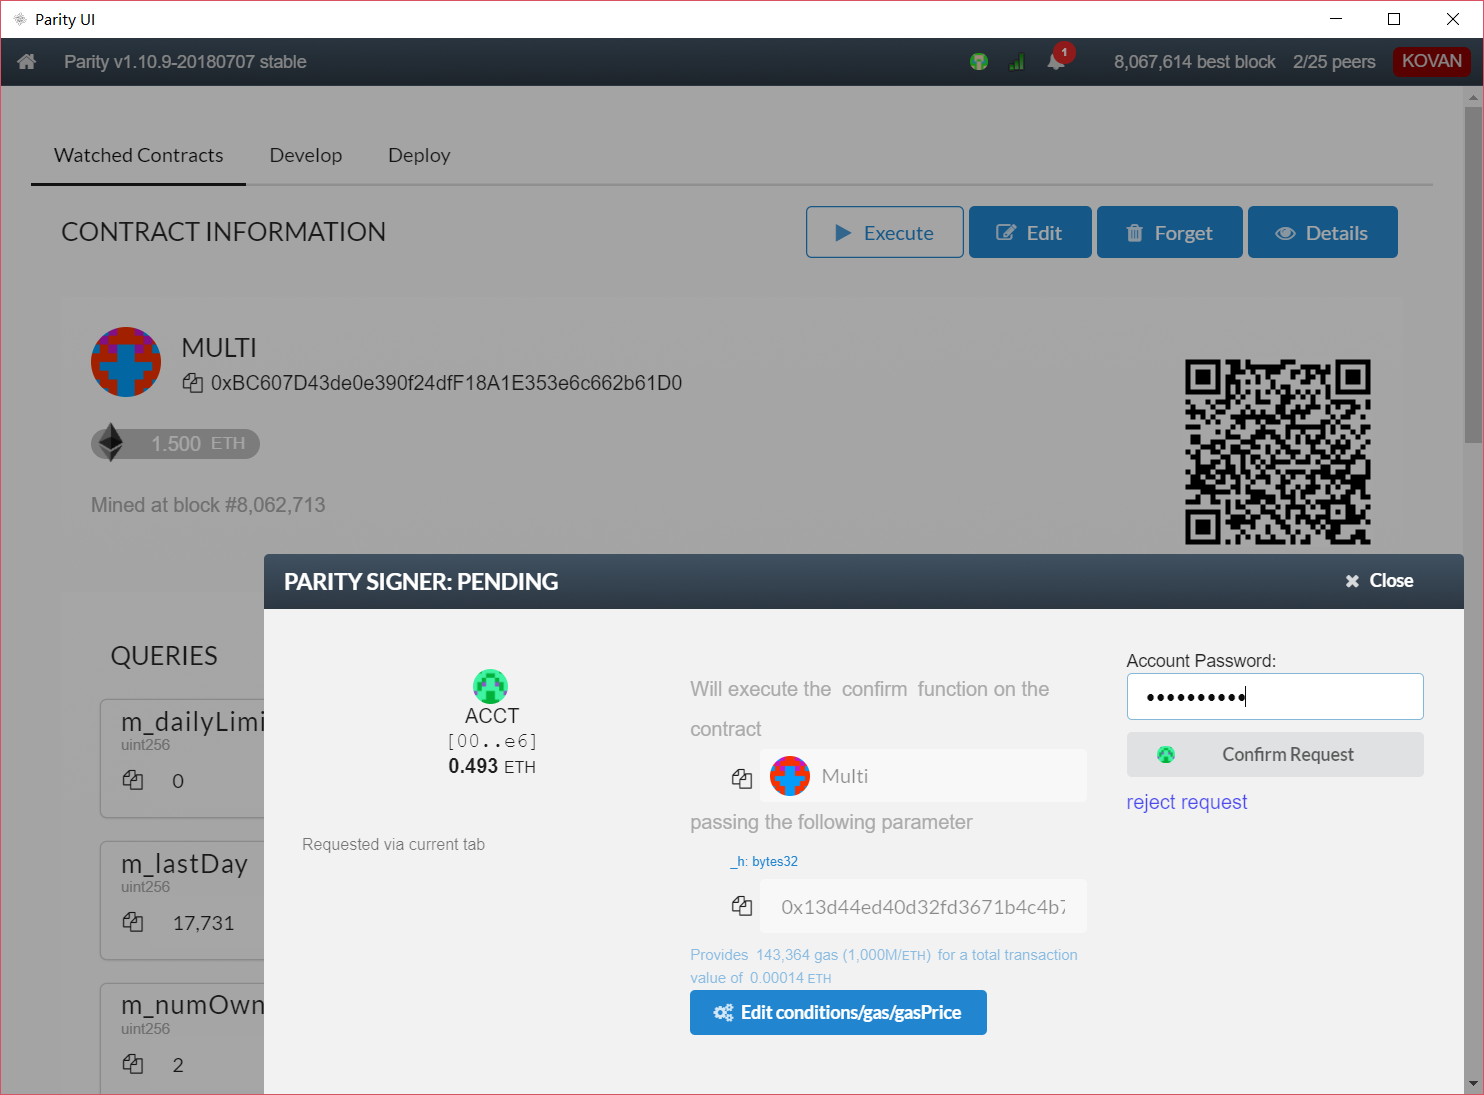 Parity UI
Parity v1.10.9-20180707 stable
1
8,067,614 best block
2/25 peers
KOVAN
Watched Contracts
Develop
Deploy
CONTRACT INFORMATION
Execute
Edit
Forget
Details
MULTI
0xBC607D43de0e390f24dfF18A1E353e6c662b61D0
1.500 ETH
Mined at block #8,062,713
PARITY SIGNER: PENDING
Close
QUERIES
m_dailyLimi
uint256
0
m_lastDay
uint256
17,731
m_numOwn
uint256
2
ACCT
[00..e6]
0.493 ETH
Requested via current tab
Will execute the confirm function on the
contract
Multi
passing the following parameter
_h: bytes32
0x13d44ed40d32fd3671b4c4b7
Provides 143,364 gas (1,000M/ETH) for a total transaction
value of 0.00014 ETH
Edit conditions/gas/gasPrice
Account Password:
••••••••••
Confirm Request
reject request